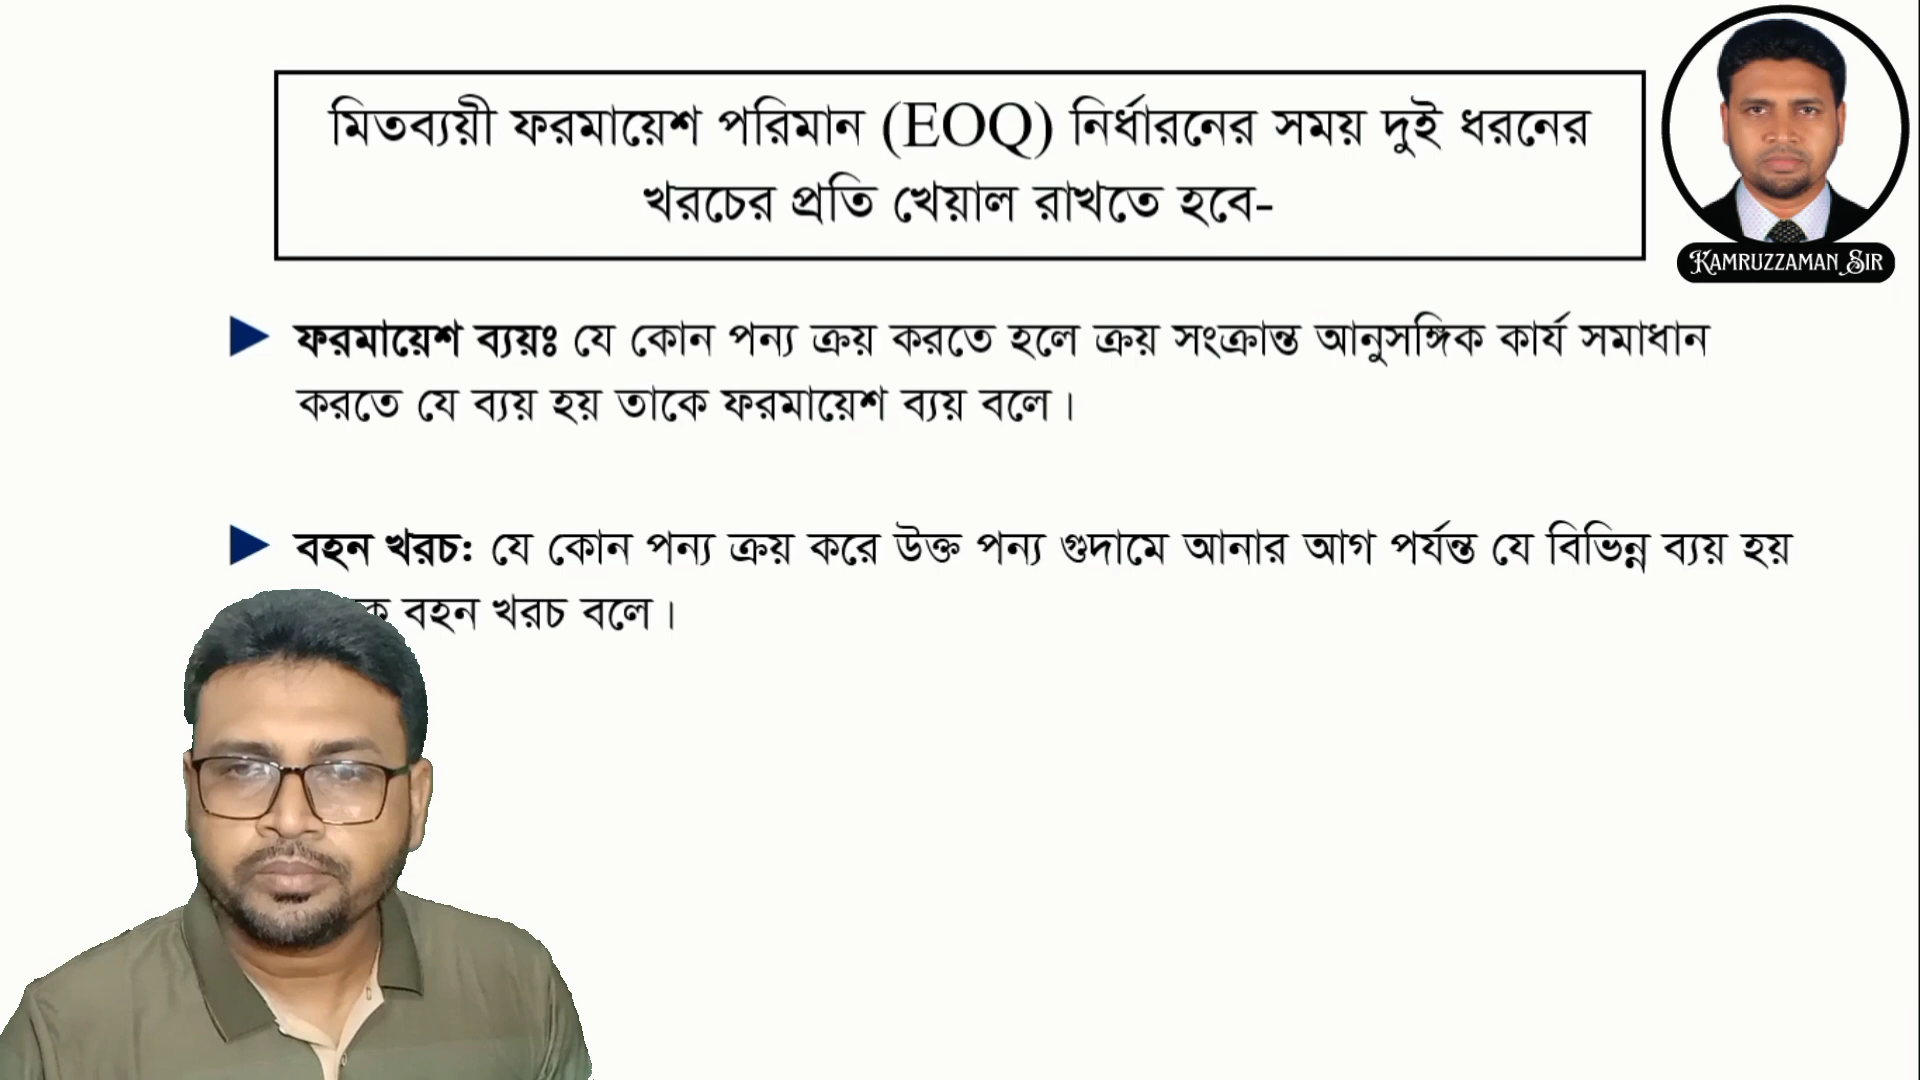 মিতব্যয়ী ফরমায়েশ পরিমান (EOQ) নির্ধারনের সময় দুই ধরনের
খরচের প্রতি খেয়াল রাখতে হবে-
KAMRUZZAMAN SIR
ফরমায়েশ ব্যয়ঃ যে কোন পন্য ক্রয় করতে হলে ক্রয় সংক্রান্ত আনুসঙ্গিক কার্য সমাধান
করতে যে ব্যয় হয় তাকে ফরমায়েশ ব্যয় বলে।
বহন খরচ: যে কোন পন্য ক্রয় করে উক্ত পন্য গুদামে আনার আগ পর্যন্ত যে বিভিন্ন ব্যয় হয়
বহন খরচ বলে।